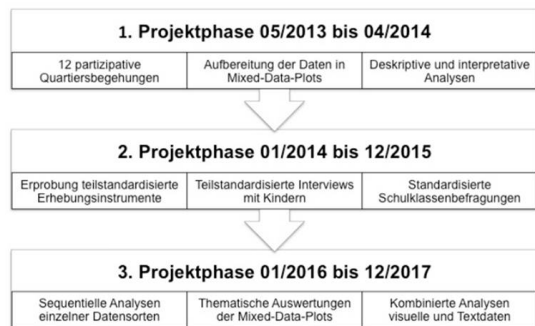 1. Projektphase 05/2013 bis 04/2014
12 partizipative
Quartiersbegehungen
Aufbereitung der Daten in
Mixed-Data-Plots
Deskriptive und interpretative
Analysen
2. Projektphase 01/2014 bis 12/2015
Erprobung teilstandardisierte
Erhebungsinstrumente
Teilstandardisierte Interviews
mit Kindern
Standardisierte
Schulklassenbefragungen
3. Projektphase 01/2016 bis 12/2017
Sequentielle Analysen
einzelner Datensorten
Thematische Auswertungen
der Mixed-Data-Plots
Kombinierte Analysen
visuelle und Textdaten